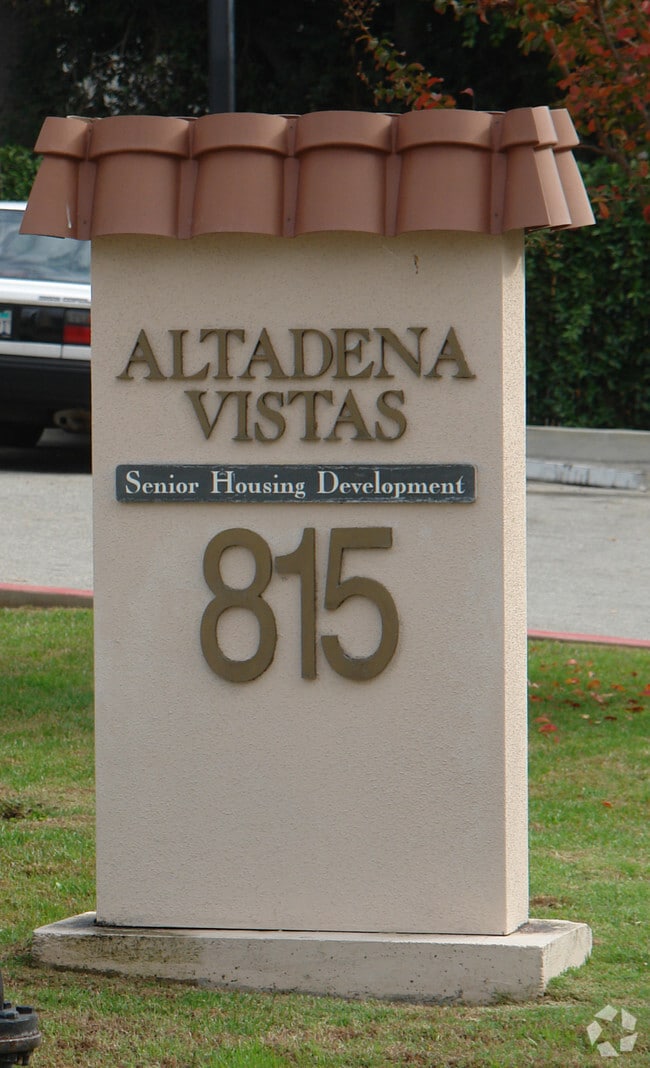 ALTADENA
VISTAS
Senior Housing Development
815